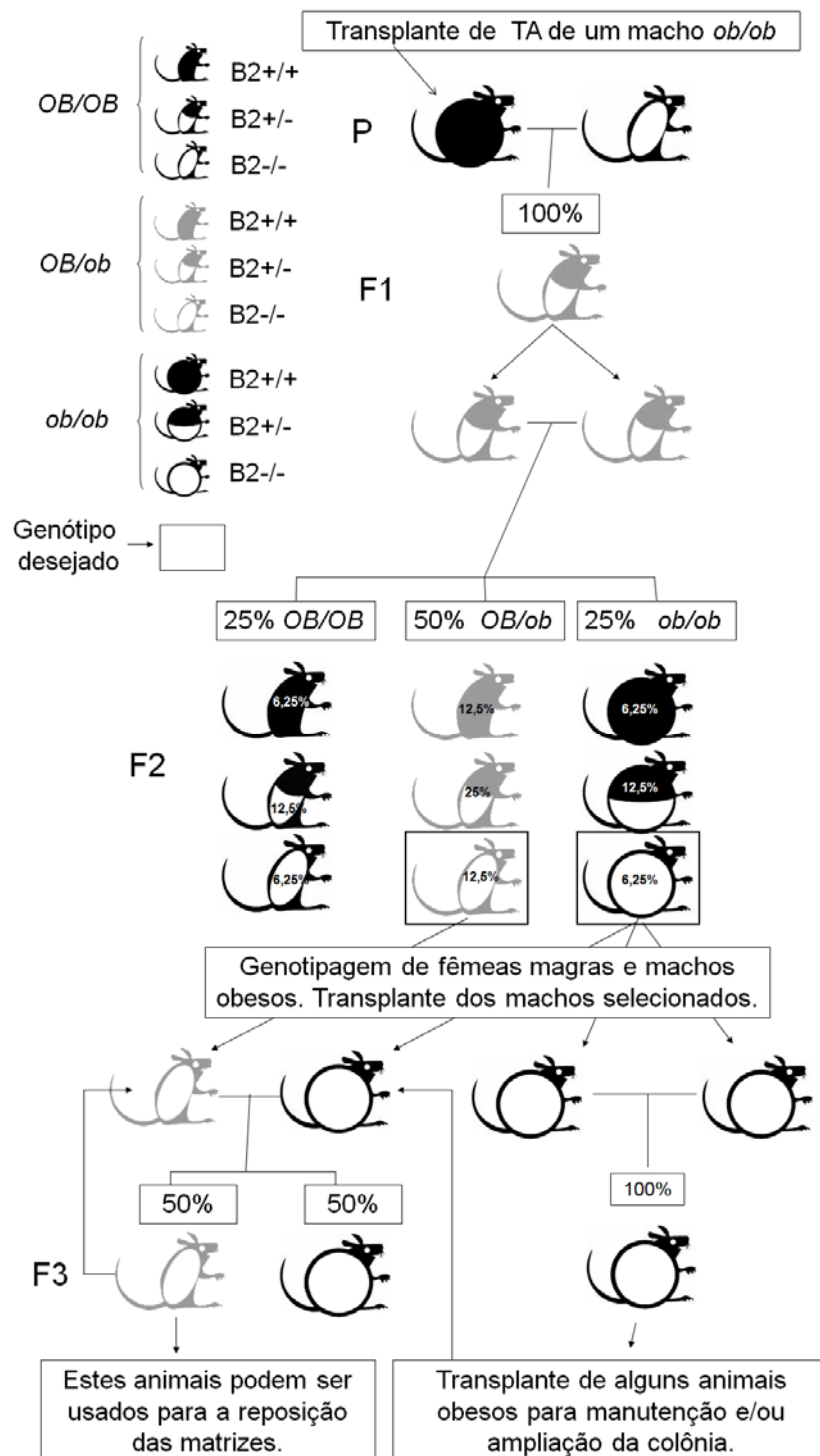 Transplante de TA de um macho ob/ob
OB/OB
B2+/+
B2+/-
B2-/-
P
100%
OB/ob
B2+/+
B2+/-
B2-/-
F1
ob/ob
B2+/+
B2+/-
B2-/-
Genótipo
desejado
25% OB/OB
50% OB/ob
25% ob/ob
F2
6,25%
12,5%
6,25%
12,5%
25%
12,5%
12,5%
6,25%
6,25%
Genotipagem de fêmeas magras e machos
obesos. Transplante dos machos selecionados.
50%
50%
100%
F3
Estes animais podem ser
usados para a reposição
das matrizes.
Transplante de alguns animais
obesos para manutenção e/ou
ampliação da colônia.